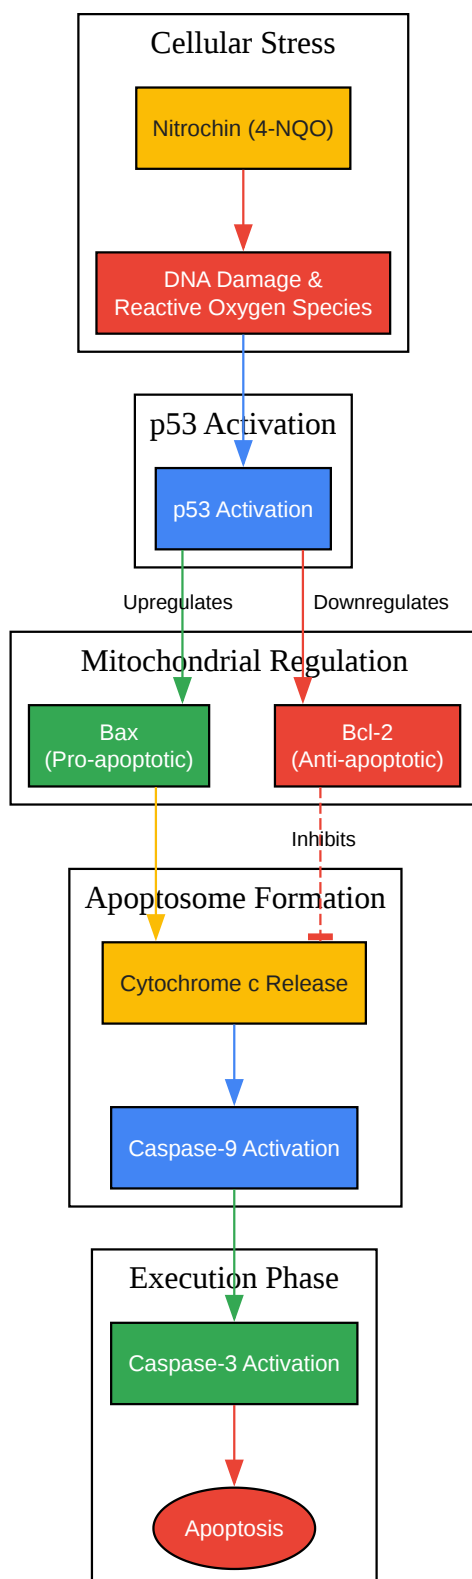 Cellular Stress
Nitrochin (4-NQO)
DNA Damage &
Reactive Oxygen Species
p53 Activation
p53 Activation
Upregulates
Downregulates
Mitochondrial Regulation
Bax
(Pro-apoptotic)
Bcl-2
(Anti-apoptotic)
Inhibits
Apoptosome Formation
Cytochrome c Release
Caspase-9 Activation
Execution Phase
Caspase-3 Activation
Apoptosis